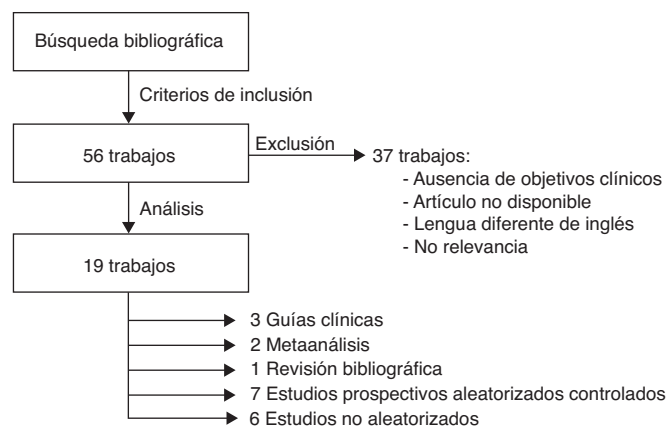 Búsqueda bibliográfica
Criterios de inclusión
56 trabajos
Exclusión
37 trabajos:
- Ausencia de objetivos clínicos
- Artículo no disponible
- Lengua diferente de inglés
- No relevancia
Análisis
19 trabajos
3 Guías clínicas
2 Metaanálisis
1 Revisión bibliográfica
7 Estudios prospectivos aleatorizados controlados
6 Estudios no aleatorizados